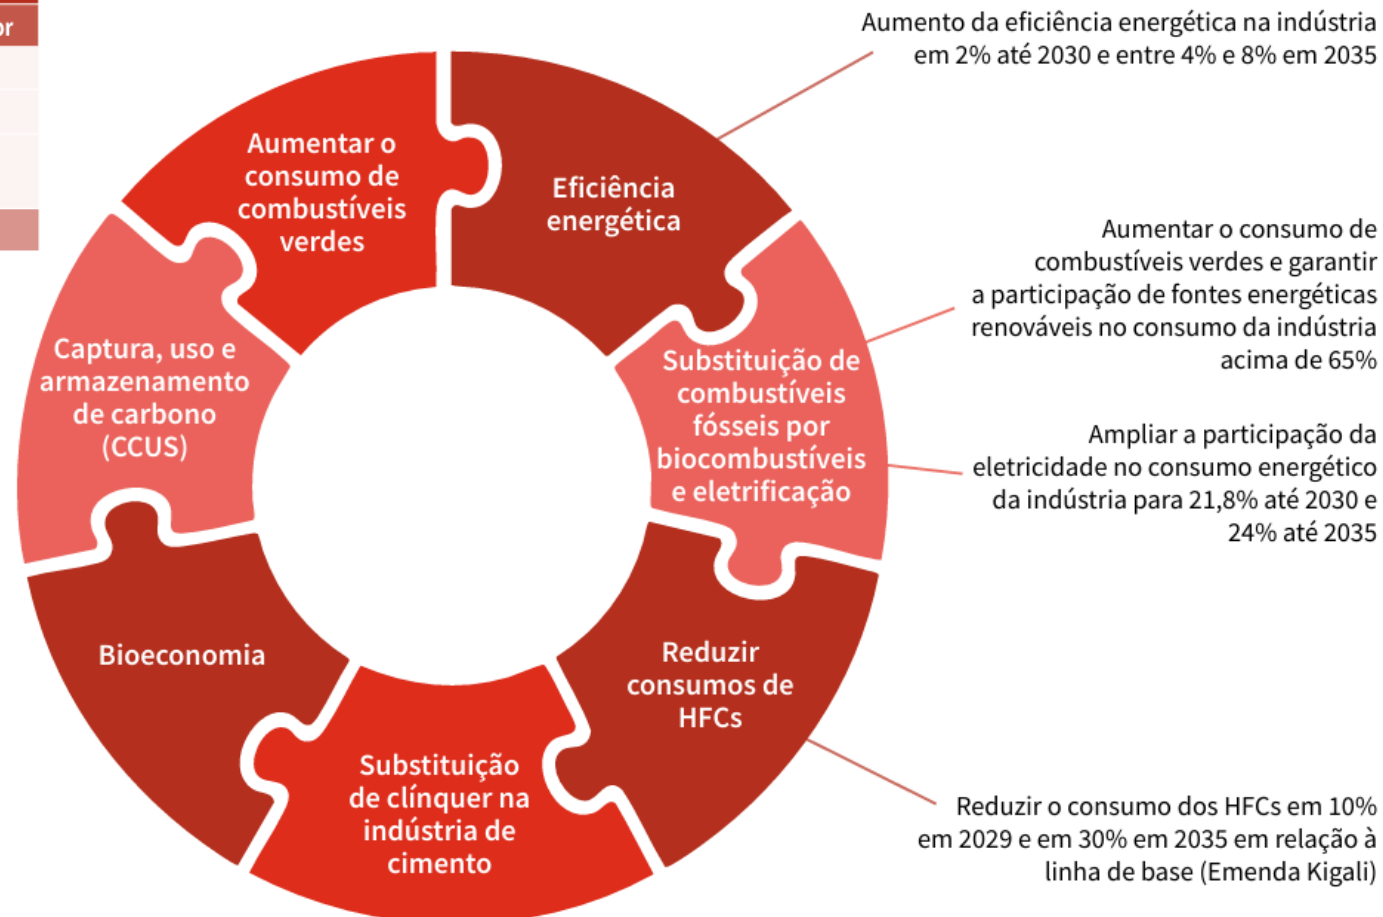 Aumento da eficiência energética na indústria
em 2% até 2030 e entre 4% e 8% em 2035
Aumentar o
consumo de
combustíveis
verdes
Eficiência
energética
Aumentar o consumo de
combustíveis verdes e garantir
a participação de fontes energéticas
renováveis no consumo da indústria
acima de 65%
Captura, uso e
armazenamento
de carbono
(CCUS)
Substituição de
combustíveis
fósseis por
biocombustíveis
e eletrificação
Ampliar a participação da
eletricidade no consumo energético
da indústria para 21,8% até 2030 e
24% até 2035
Bioeconomia
Reduzir
consumos de
HFCs
Substituição
de clínquer na
indústria de
cimento
Reduzir o consumo dos HFCs em 10%
em 2029 e em 30% em 2035 em relação à
linha de base (Emenda Kigali)